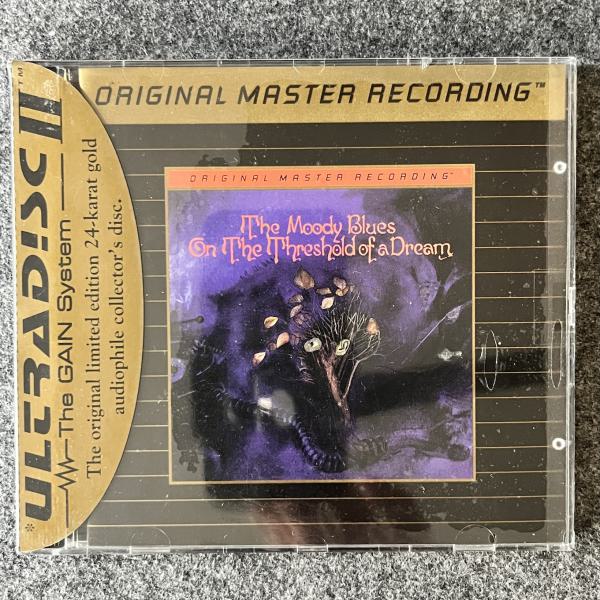 ORIGINAL MASTER RECORDING™
ORIGINAL MASTER RECORDING™
The Moody Blues
On The Threshold of a Dream
*ULTRADISC II™
The GAIN System
The original limited edition 24-karat gold
audiophile collector's disc.